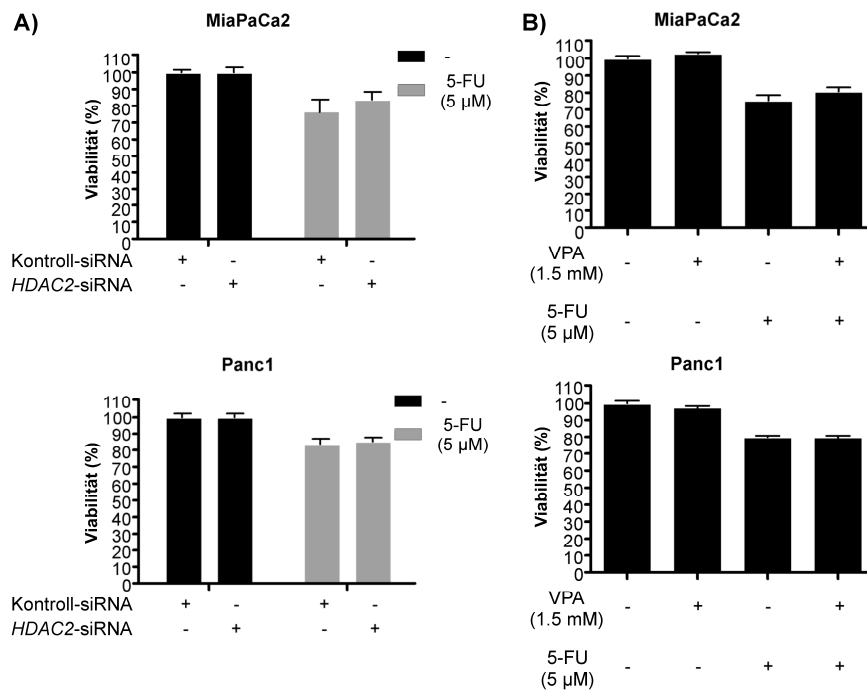 A)
MiaPaCa2
Viabilität (%)
110
100
90
80
70
60
50
40
30
20
10
0
-
5-FU
(5 µM)
Kontroll-siRNA + - + -
HDAC2-siRNA - + - +
Panc1
Viabilität (%)
110
100
90
80
70
60
50
40
30
20
10
0
-
5-FU
(5 µM)
Kontroll-siRNA + - + -
HDAC2-siRNA - + - +
B)
MiaPaCa2
Viabilität (%)
110
100
90
80
70
60
50
40
30
20
10
0
VPA
(1.5 mM) - + - +
5-FU
(5 µM) - - + +
Panc1
Viabilität (%)
110
100
90
80
70
60
50
40
30
20
10
0
VPA
(1.5 mM) - + - +
5-FU
(5 µM) - - + +